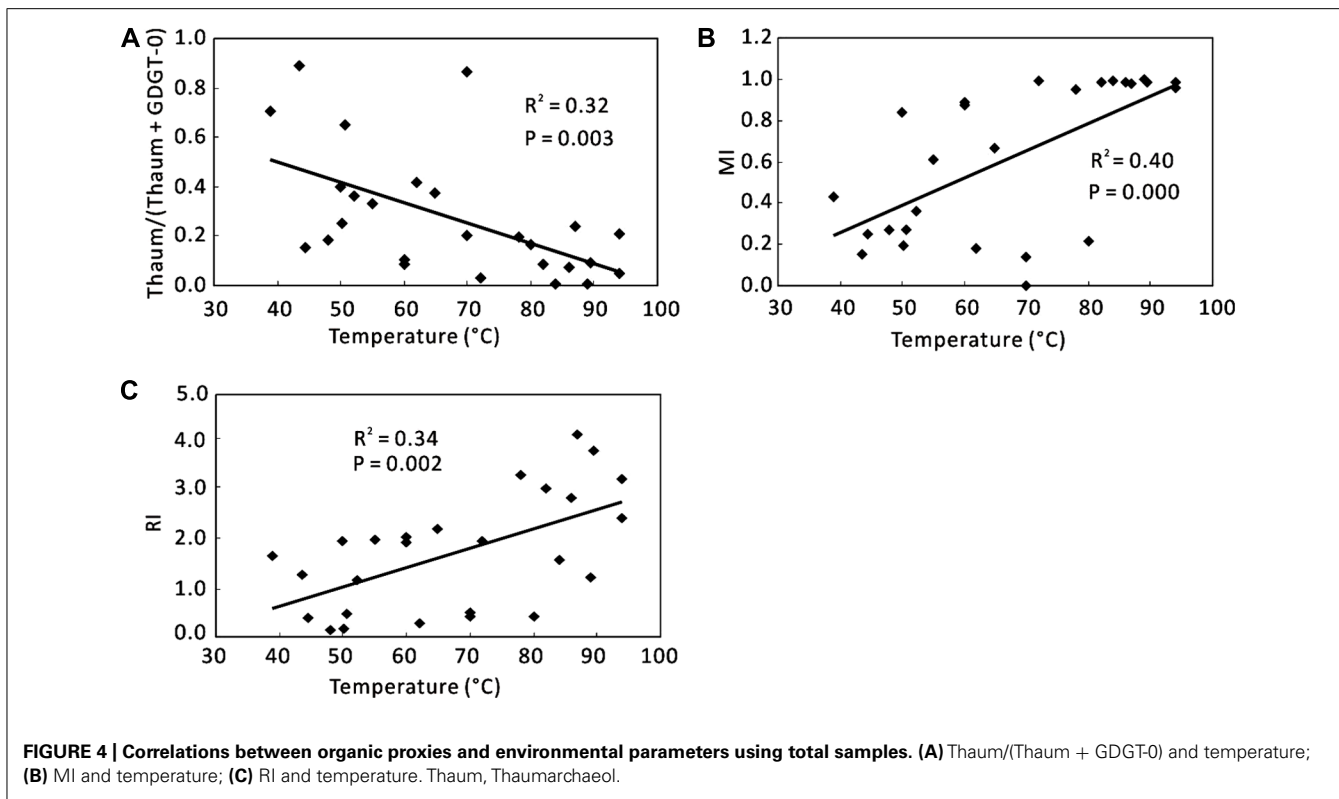 A
Thaum/(Thaum + GDGT-0)
1.0
0.8
0.6
0.4
0.2
0.0
R² = 0.32
P = 0.003
30 40 50 60 70 80 90 100
Temperature (°C)
B
MI
1.2
1.0
0.8
0.6
0.4
0.2
0.0
R² = 0.40
P = 0.000
30 40 50 60 70 80 90 100
Temperature (°C)
C
RI
5.0
4.0
3.0
2.0
1.0
0.0
R² = 0.34
P = 0.002
30 40 50 60 70 80 90 100
Temperature (°C)
FIGURE 4 | Correlations between organic proxies and environmental parameters using total samples. (A) Thaum/(Thaum + GDGT-0) and temperature;
(B) MI and temperature; (C) RI and temperature. Thaum, Thaumarchaeol.